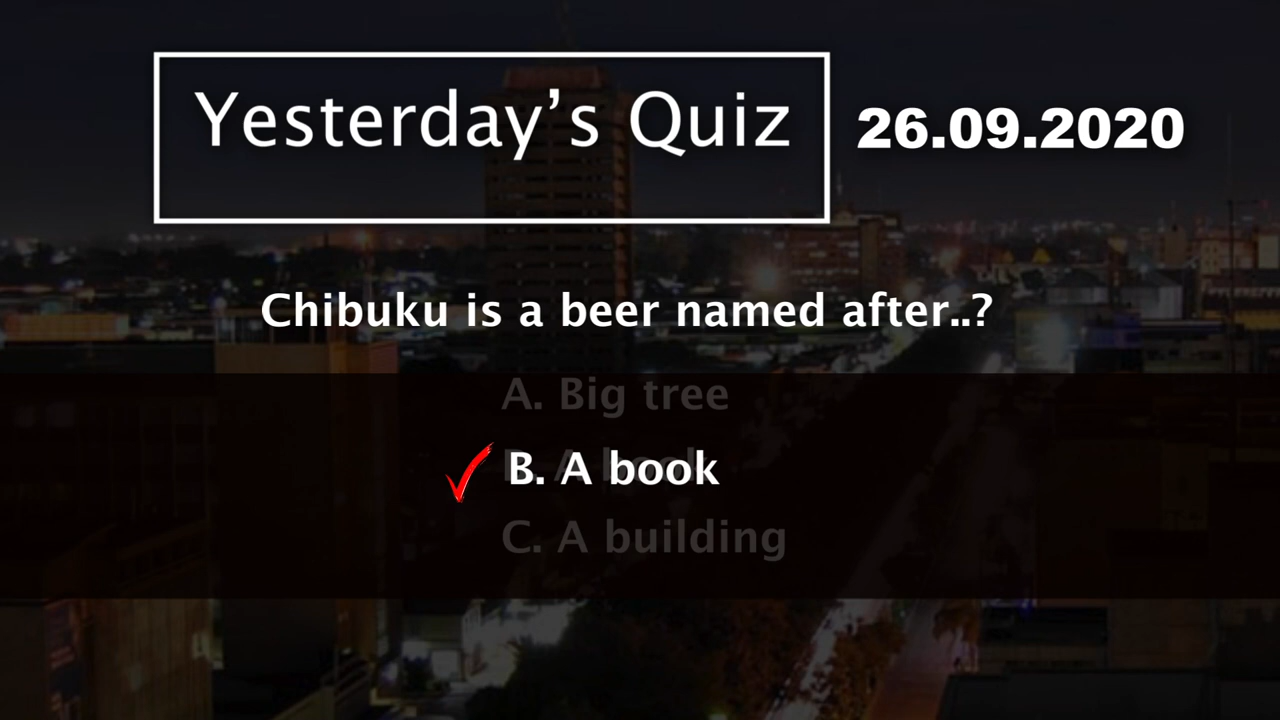 Yesterday's Quiz
26.09.2020
Chibuku is a beer named after..?
A. Big tree
B. A book
C. A building